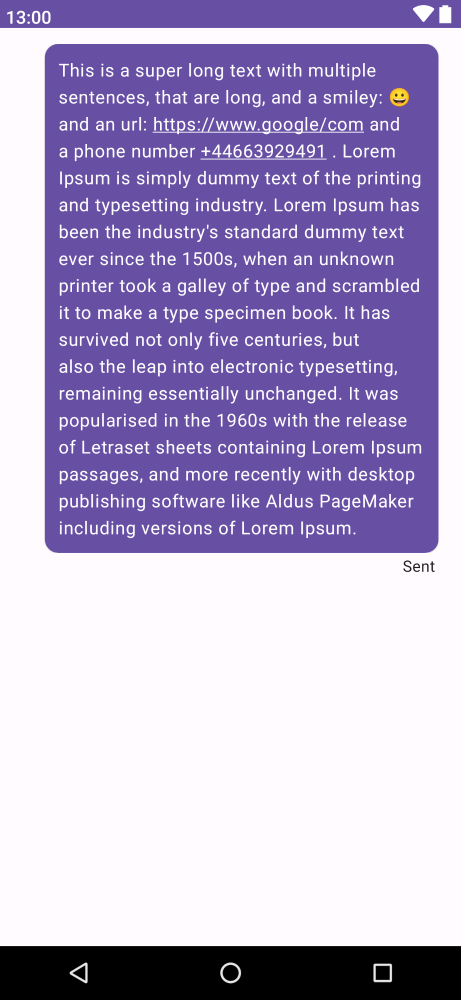 13:00
This is a super long text with multiple
sentences, that are long, and a smiley: 😀
and an url: https://www.google/com and
a phone number +44663929491 . Lorem
Ipsum is simply dummy text of the printing
and typesetting industry. Lorem Ipsum has
been the industry's standard dummy text
ever since the 1500s, when an unknown
printer took a galley of type and scrambled
it to make a type specimen book. It has
survived not only five centuries, but
also the leap into electronic typesetting,
remaining essentially unchanged. It was
popularised in the 1960s with the release
of Letraset sheets containing Lorem Ipsum
passages, and more recently with desktop
publishing software like Aldus PageMaker
including versions of Lorem Ipsum.
Sent